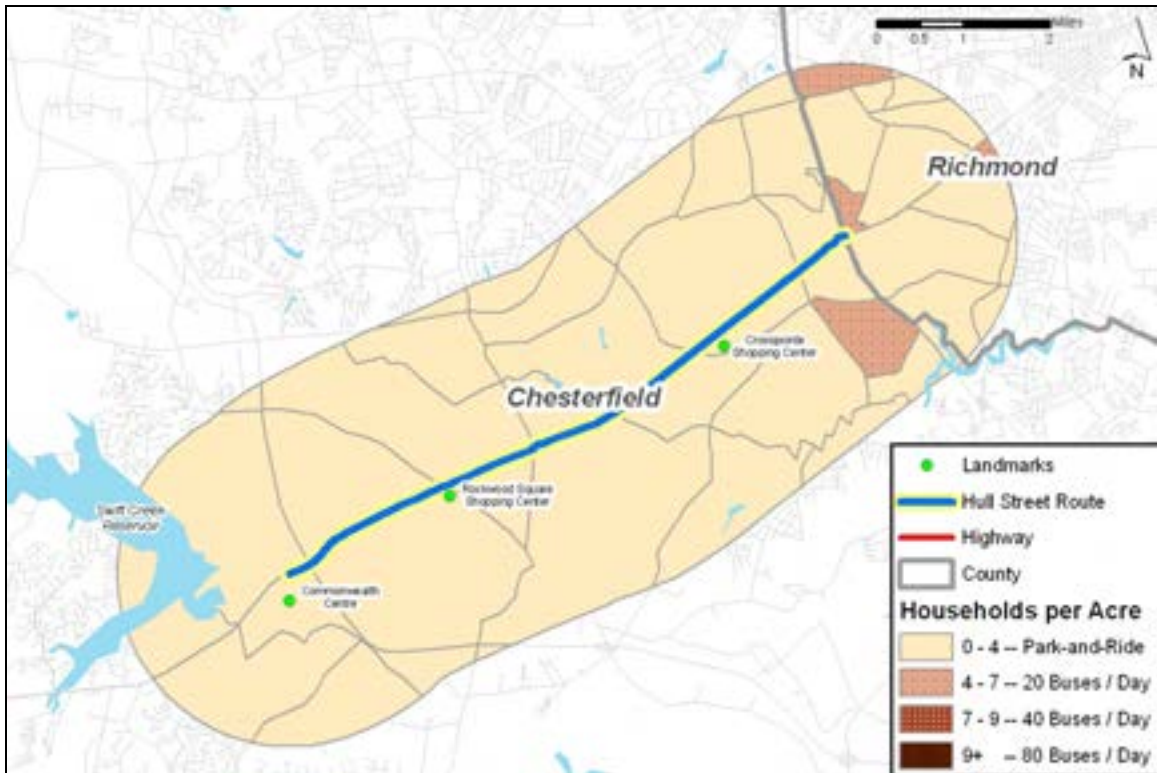 Miles
0 0.5 1 2
N
Richmond
Crosspointe
Shopping Center
Chesterfield
Rockwood Square
Shopping Center
Swift Creek
Reservoir
Commonwealth
Centre
Landmarks
Hull Street Route
Highway
County
Households per Acre
0 - 4 -- Park-and-Ride
4 - 7 -- 20 Buses / Day
7 - 9 -- 40 Buses / Day
9+ -- 80 Buses / Day